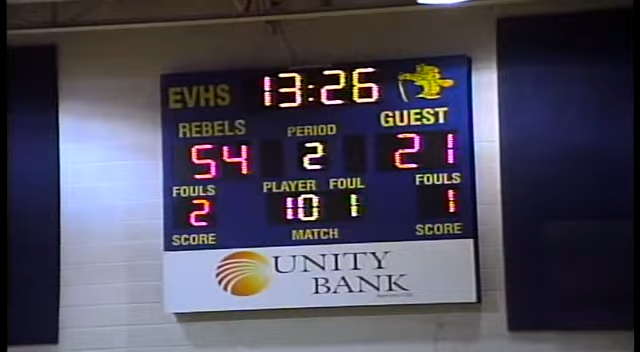 EVHS 13:26
REBELS PERIOD GUEST
54 2 21
FOULS PLAYER FOUL FOULS
2 10 1 1
SCORE MATCH SCORE
UNITY
BANK